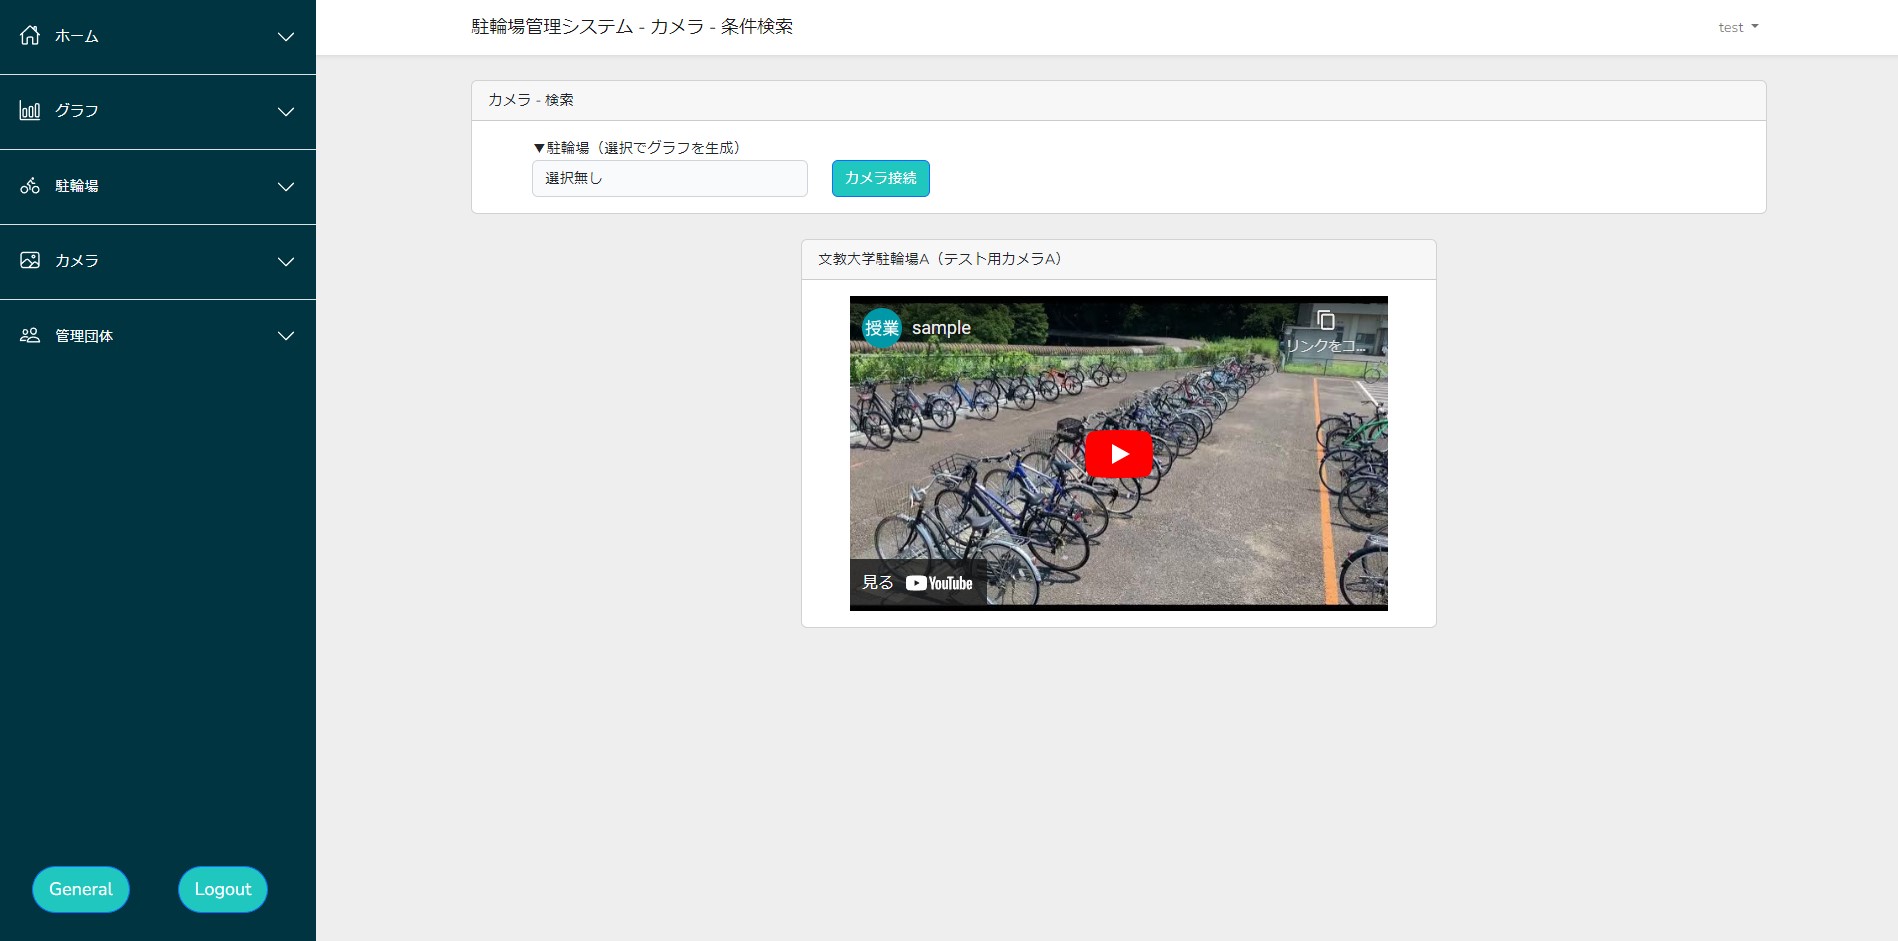 ホーム
グラフ
駐輪場
カメラ
管理団体
General
Logout
駐輪場管理システム - カメラ - 条件検索
test
カメラ - 検索
▼駐輪場（選択でグラフを生成）
選択無し
カメラ接続
文教大学駐輪場A（テスト用カメラA）
授業
sample
リンクをコ...
見る
YouTube